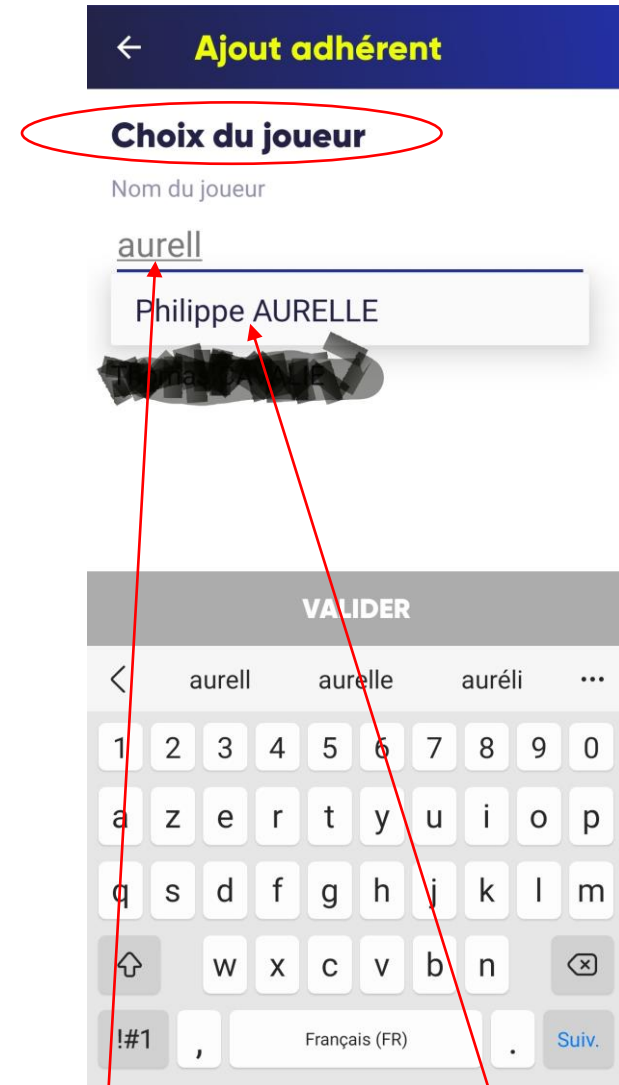 Ajout adhérent
Choix du joueur
Nom du joueur
aurell
Philippe AURELLE
VALIDER
aurell aurelle auréli ...
1 2 3 4 5 6 7 8 9 0
a z e r t y u i o p
q s d f g h j k l m
w x c v b n
!#1 , Français (FR) . Suiv.